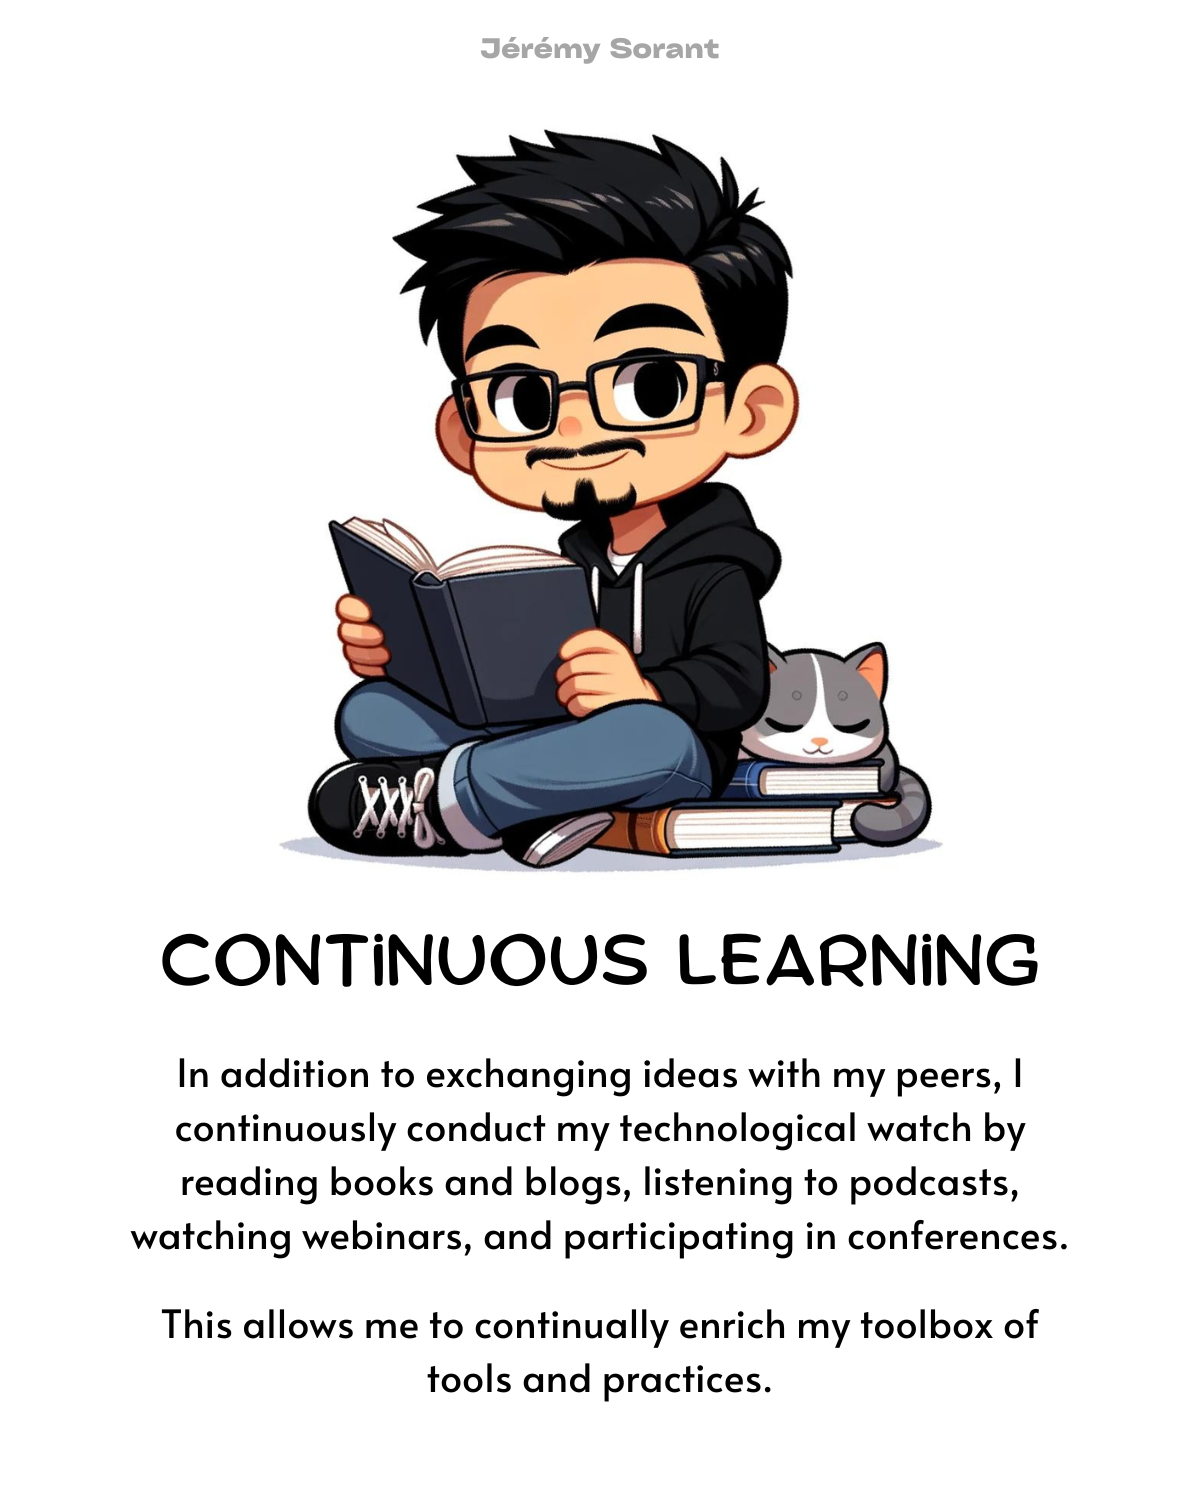 Jérémy Sorant
CONTiNUOUS LEARNiNG
In addition to exchanging ideas with my peers, I
continuously conduct my technological watch by
reading books and blogs, listening to podcasts,
watching webinars, and participating in conferences.
This allows me to continually enrich my toolbox of
tools and practices.